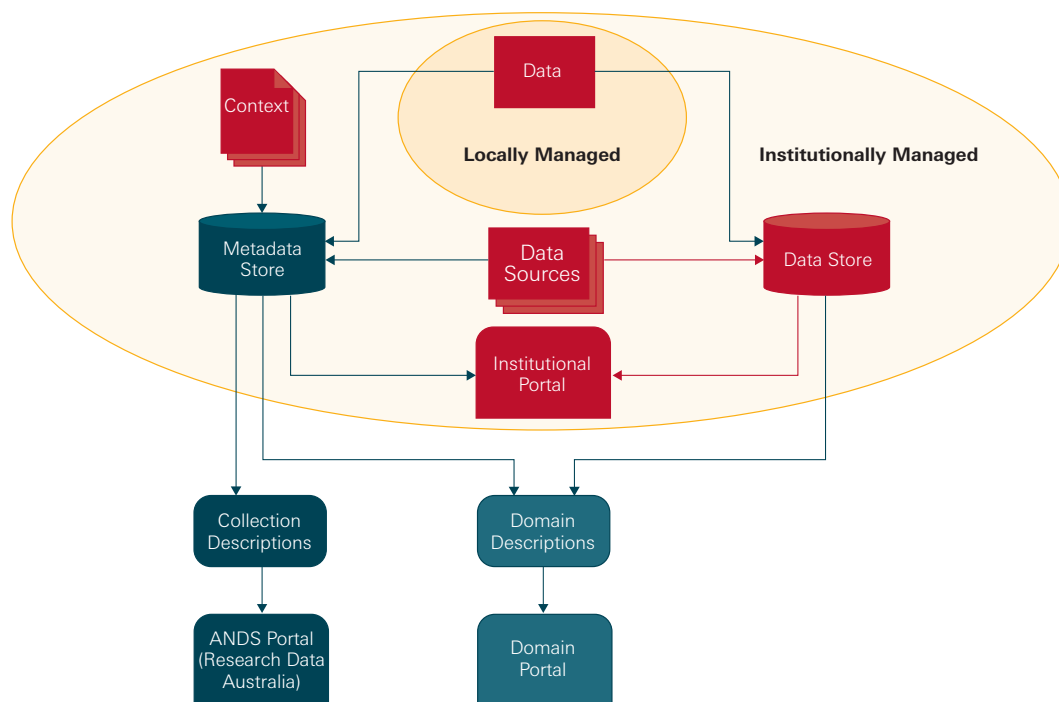 Data
Context
Locally Managed
Institutionally Managed
Metadata
Store
Data
Sources
Data Store
Institutional
Portal
Collection
Descriptions
Domain
Descriptions
ANDS Portal
(Research Data
Australia)
Domain
Portal